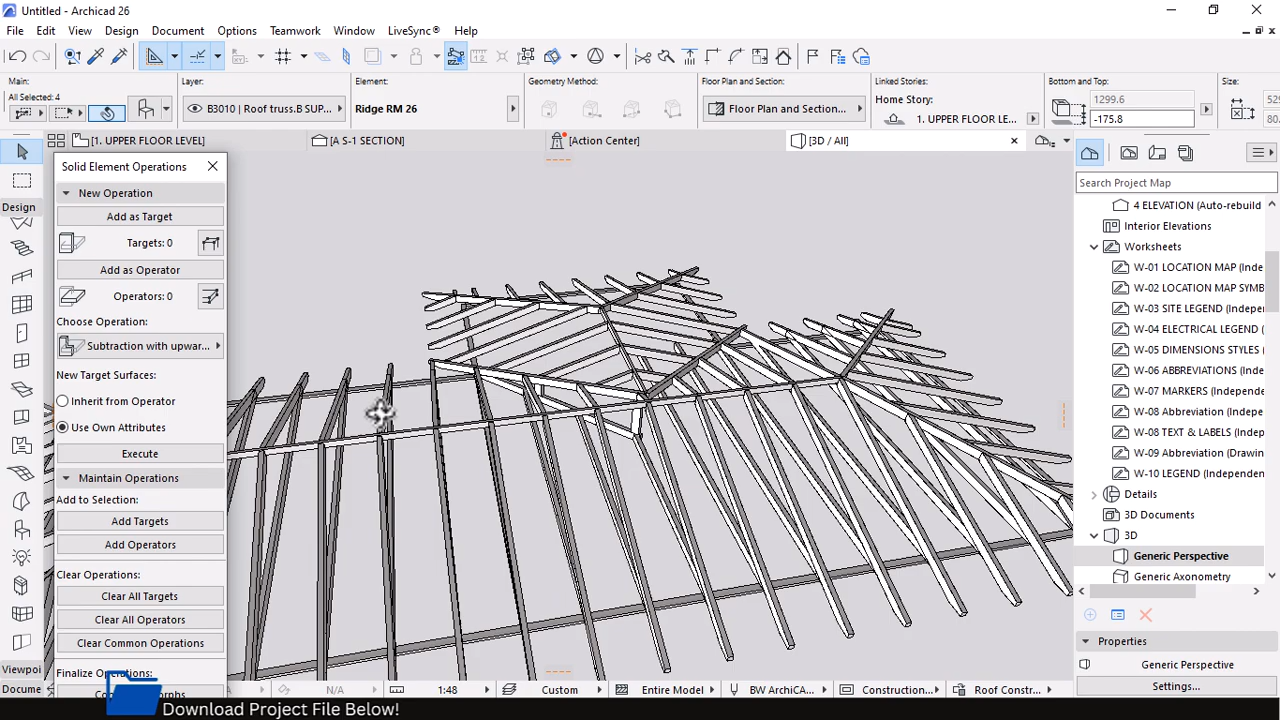 Untitled - Archicad 26
File Edit View Design Document Options Teamwork Window LiveSync® Help
Main:
All Selected: 4
Layer:
B3010 | Roof truss.B SUP...
Element:
Ridge RM 26
Geometry Method:
Floor Plan and Section:
Floor Plan and Section...
Linked Stories:
Home Story:
1. UPPER FLOOR LE...
Bottom and Top:
1299.6
-175.8
Size:
[1. UPPER FLOOR LEVEL]
[A S-1 SECTION]
[Action Center]
[3D / All]
Design
Solid Element Operations
New Operation
Add as Target
Targets: 0
Add as Operator
Operators: 0
Choose Operation:
Subtraction with upwar...
New Target Surfaces:
Inherit from Operator
Use Own Attributes
Execute
Maintain Operations
Add to Selection:
Add Targets
Add Operators
Clear Operations:
Clear All Targets
Clear All Operators
Clear Common Operations
Finalize Operations:
Viewpoi
Docume
Search Project Map
4 ELEVATION (Auto-rebuild
Interior Elevations
Worksheets
W-01 LOCATION MAP (Inde
W-02 LOCATION MAP SYMB
W-03 SITE LEGEND (Indepe
W-04 ELECTRICAL LEGEND (
W-05 DIMENSIONS STYLES (
W-06 ABBREVIATIONS (Inde
W-07 MARKERS (Independe
W-08 Abbreviation (Indepe
W-08 TEXT & LABELS (Indep
W-09 Abbreviation (Drawin
W-10 LEGEND (Independen
Details
3D Documents
3D
Generic Perspective
Generic Axonometry
Properties
Generic Perspective
Settings...
N/A
1:48
Custom
Entire Model
BW ArchiCA...
Construction...
Roof Constr...
Download Project File Below!